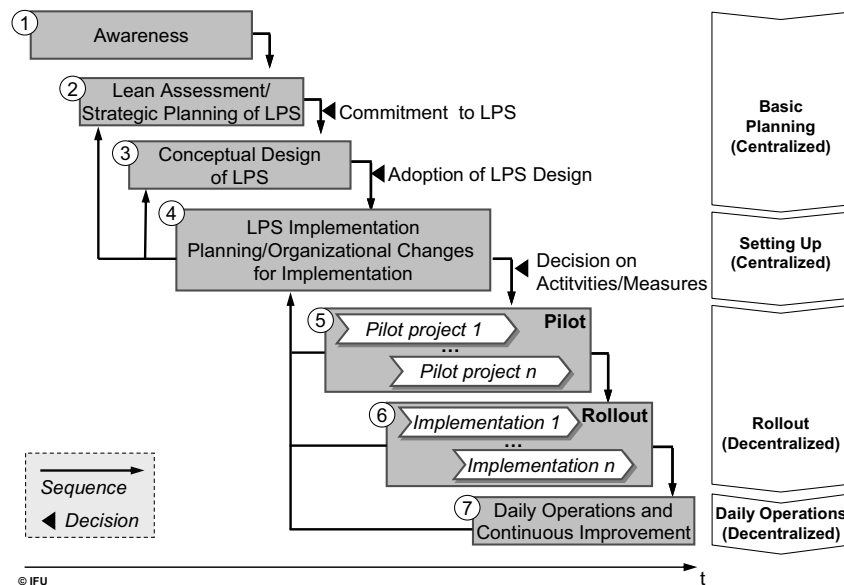 1
Awareness
2
Lean Assessment/
Strategic Planning of LPS
Commitment to LPS
3
Conceptual Design
of LPS
Adoption of LPS Design
4
LPS Implementation
Planning/Organizational Changes
for Implementation
Decision on
Actitvities/Measures
5
Pilot
Pilot project 1
...
Pilot project n
6
Rollout
Implementation 1
...
Implementation n
7
Daily Operations and
Continuous Improvement
Basic
Planning
(Centralized)
Setting Up
(Centralized)
Rollout
(Decentralized)
Daily Operations
(Decentralized)
Sequence
Decision
t
© IFU